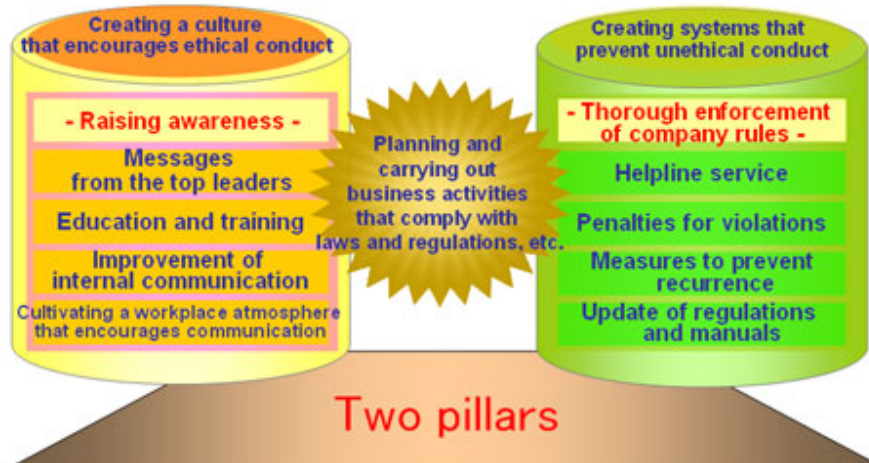 Creating a culture
that encourages ethical conduct
- Raising awareness -
Messages
from the top leaders
Education and training
Improvement of
internal communication
Cultivating a workplace atmosphere
that encourages communication
Planning and
carrying out
business activities
that comply with
laws and regulations, etc.
Creating systems that
prevent unethical conduct
- Thorough enforcement
of company rules -
Helpline service
Penalties for violations
Measures to prevent
recurrence
Update of regulations
and manuals
Two pillars